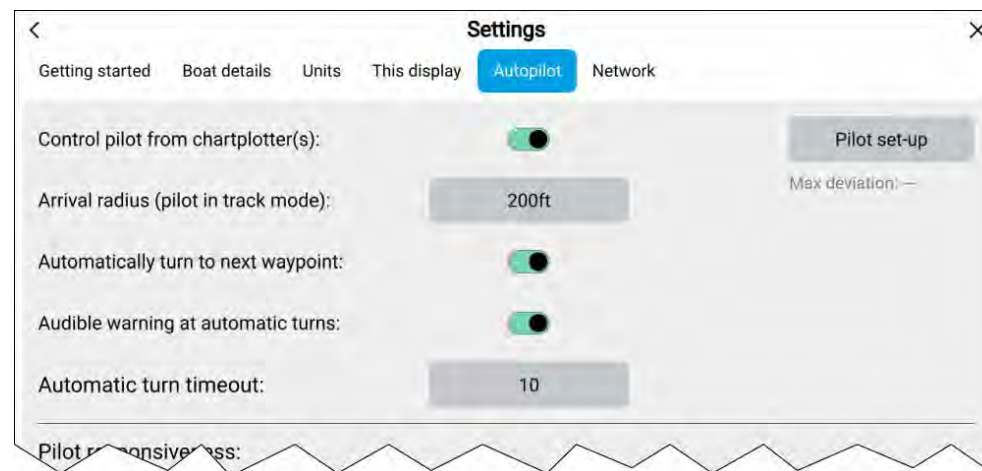 Settings
Getting started Boat details Units This display Autopilot Network
Control pilot from chartplotter(s):
Pilot set-up
Max deviation: —
Arrival radius (pilot in track mode): 200ft
Automatically turn to next waypoint:
Audible warning at automatic turns:
Automatic turn timeout: 10
Pilot responsiveness: